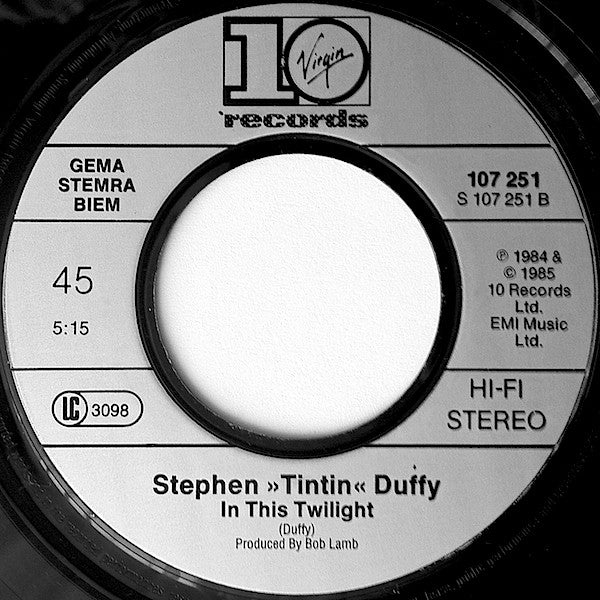 10
Virgin
records
GEMA
STEMRA
BIEM
107 251
S 107 251 B
45
5:15
℗ 1984 &
© 1985
10 Records
Ltd.
EMI Music
Ltd.
LC 3098
HI-FI
STEREO
Stephen »Tintin« Duffy
In This Twilight
(Duffy)
Produced By Bob Lamb